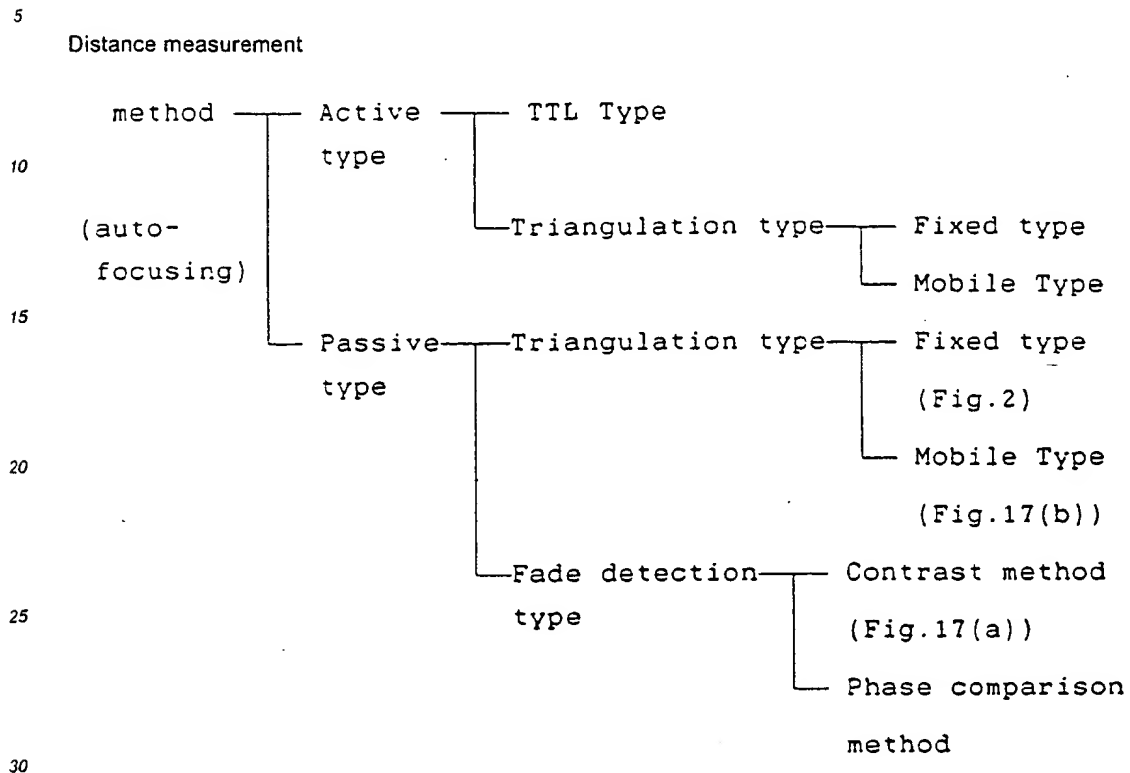 5
Distance measurement
method Active TTL Type
type
10
(auto- Triangulation type Fixed type
focusing)
Mobile Type
15
Passive Triangulation type Fixed type
type
(Fig.2)
20 Mobile Type
(Fig.17(b))
Fade detection Contrast method
25 type (Fig.17(a))
Phase comparison
method
30